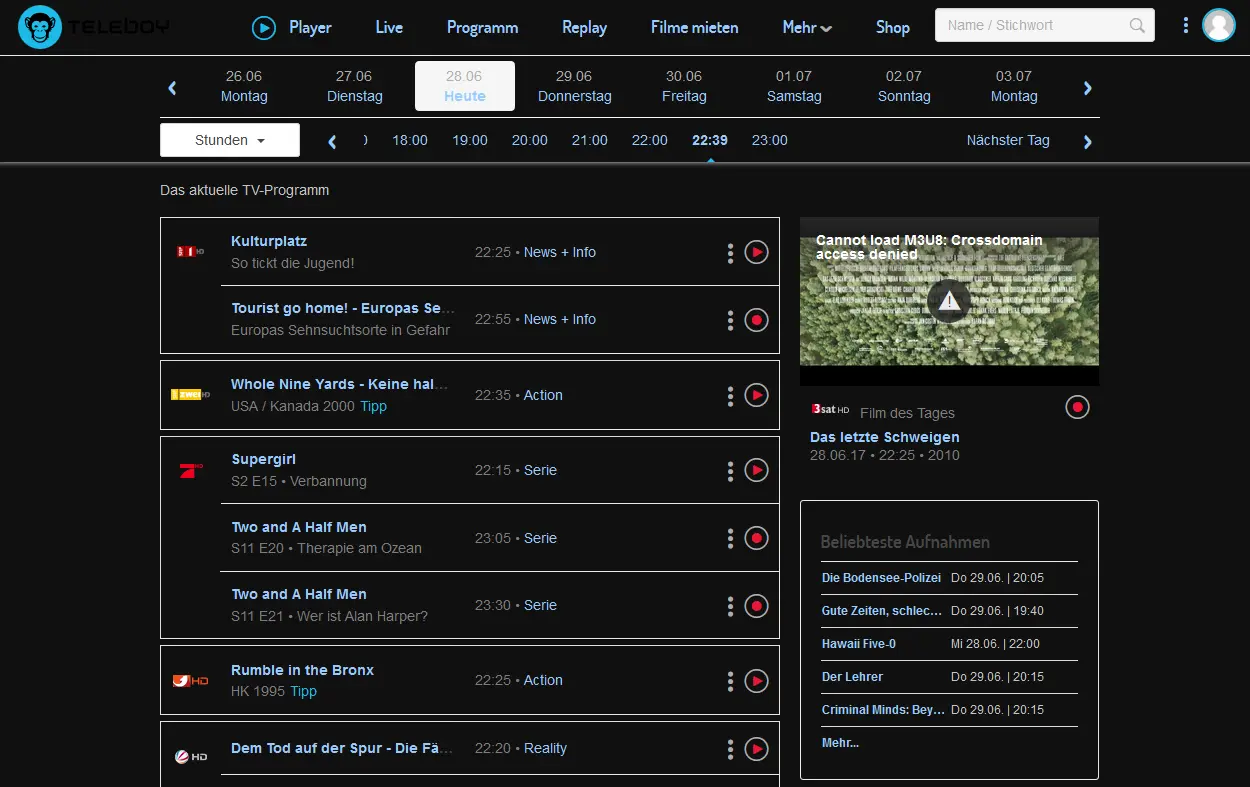 TELEBOY
Player
Live
Programm
Replay
Filme mieten
Mehr
Shop
Name / Stichwort
26.06
Montag
27.06
Dienstag
28.06
Heute
29.06
Donnerstag
30.06
Freitag
01.07
Samstag
02.07
Sonntag
03.07
Montag
Stunden
18:00
19:00
20:00
21:00
22:00
22:39
23:00
Nächster Tag
Das aktuelle TV-Programm
1 HD
Kulturplatz
So tickt die Jugend!
22:25 • News + Info
Tourist go home! - Europas Se...
Europas Sehnsuchtsorte in Gefahr
22:55 • News + Info
zwei HD
Whole Nine Yards - Keine hal...
USA / Kanada 2000 Tipp
22:35 • Action
Supergirl
S2 E15 • Verbannung
22:15 • Serie
Two and A Half Men
S11 E20 • Therapie am Ozean
23:05 • Serie
Two and A Half Men
S11 E21 • Wer ist Alan Harper?
23:30 • Serie
3 HD
Rumble in the Bronx
HK 1995 Tipp
22:25 • Action
HD
Dem Tod auf der Spur - Die Fä...
22:20 • Reality
Cannot load M3U8: Crossdomain
access denied
3sat HD
Film des Tages
Das letzte Schweigen
28.06.17 • 22:25 • 2010
Beliebteste Aufnahmen
Die Bodensee-Polizei Do 29.06. | 20:05
Gute Zeiten, schlec... Do 29.06. | 19:40
Hawaii Five-0 Mi 28.06. | 22:00
Der Lehrer Do 29.06. | 20:15
Criminal Minds: Bey... Do 29.06. | 20:15
Mehr...